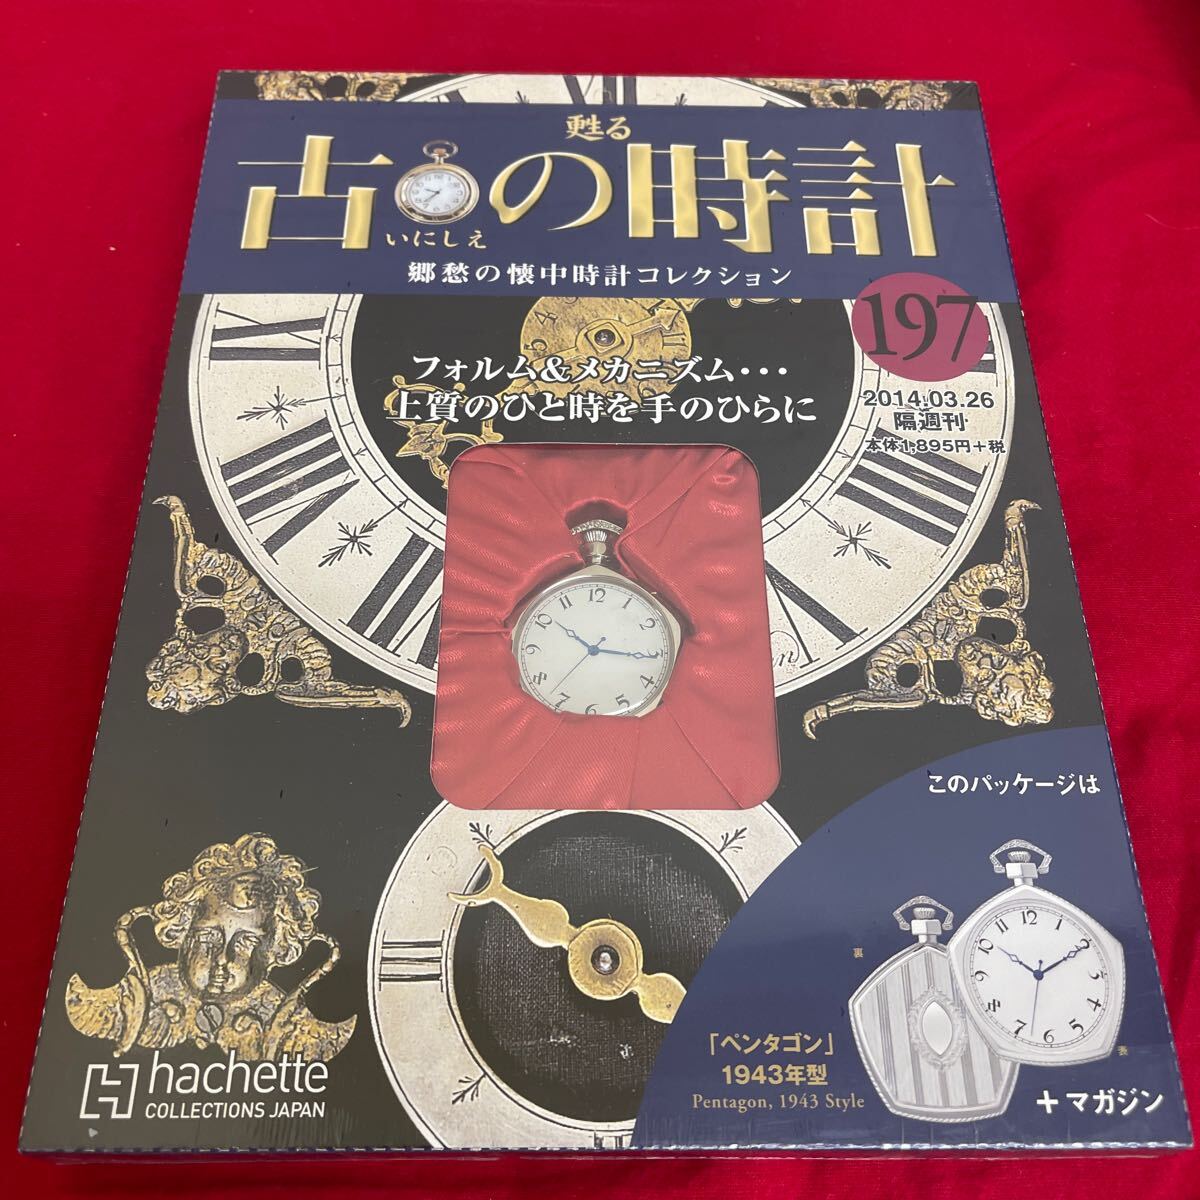 甦る
古の時計
いにしえ
郷愁の懐中時計コレクション
197
フォルム&メカニズム･･･
上質のひと時を手のひらに
2014.03.26
隔週刊
本体1,895円+税
このパッケージは
裏
表
「ペンタゴン」
1943年型
Pentagon, 1943 Style
+マガジン
hachette
COLLECTIONS JAPAN